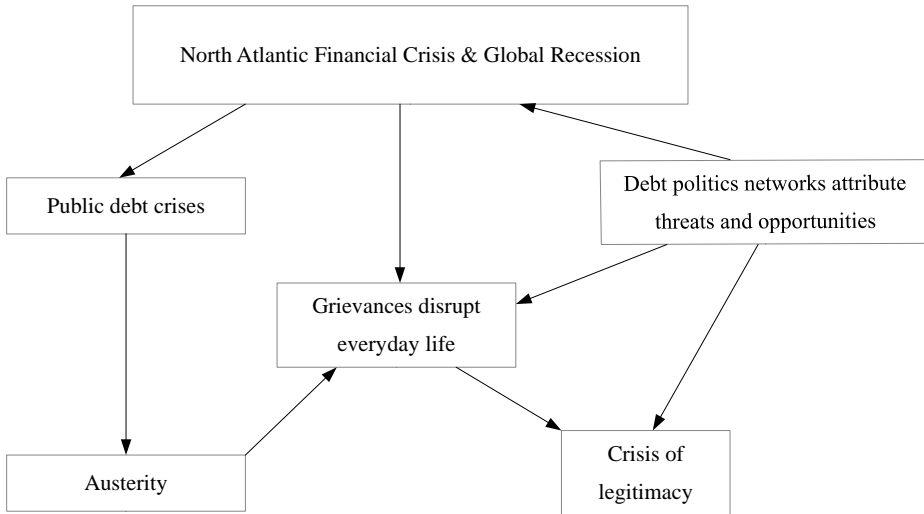 North Atlantic Financial Crisis & Global Recession
Public debt crises
Debt politics networks attribute
threats and opportunities
Grievances disrupt
everyday life
Austerity
Crisis of
legitimacy